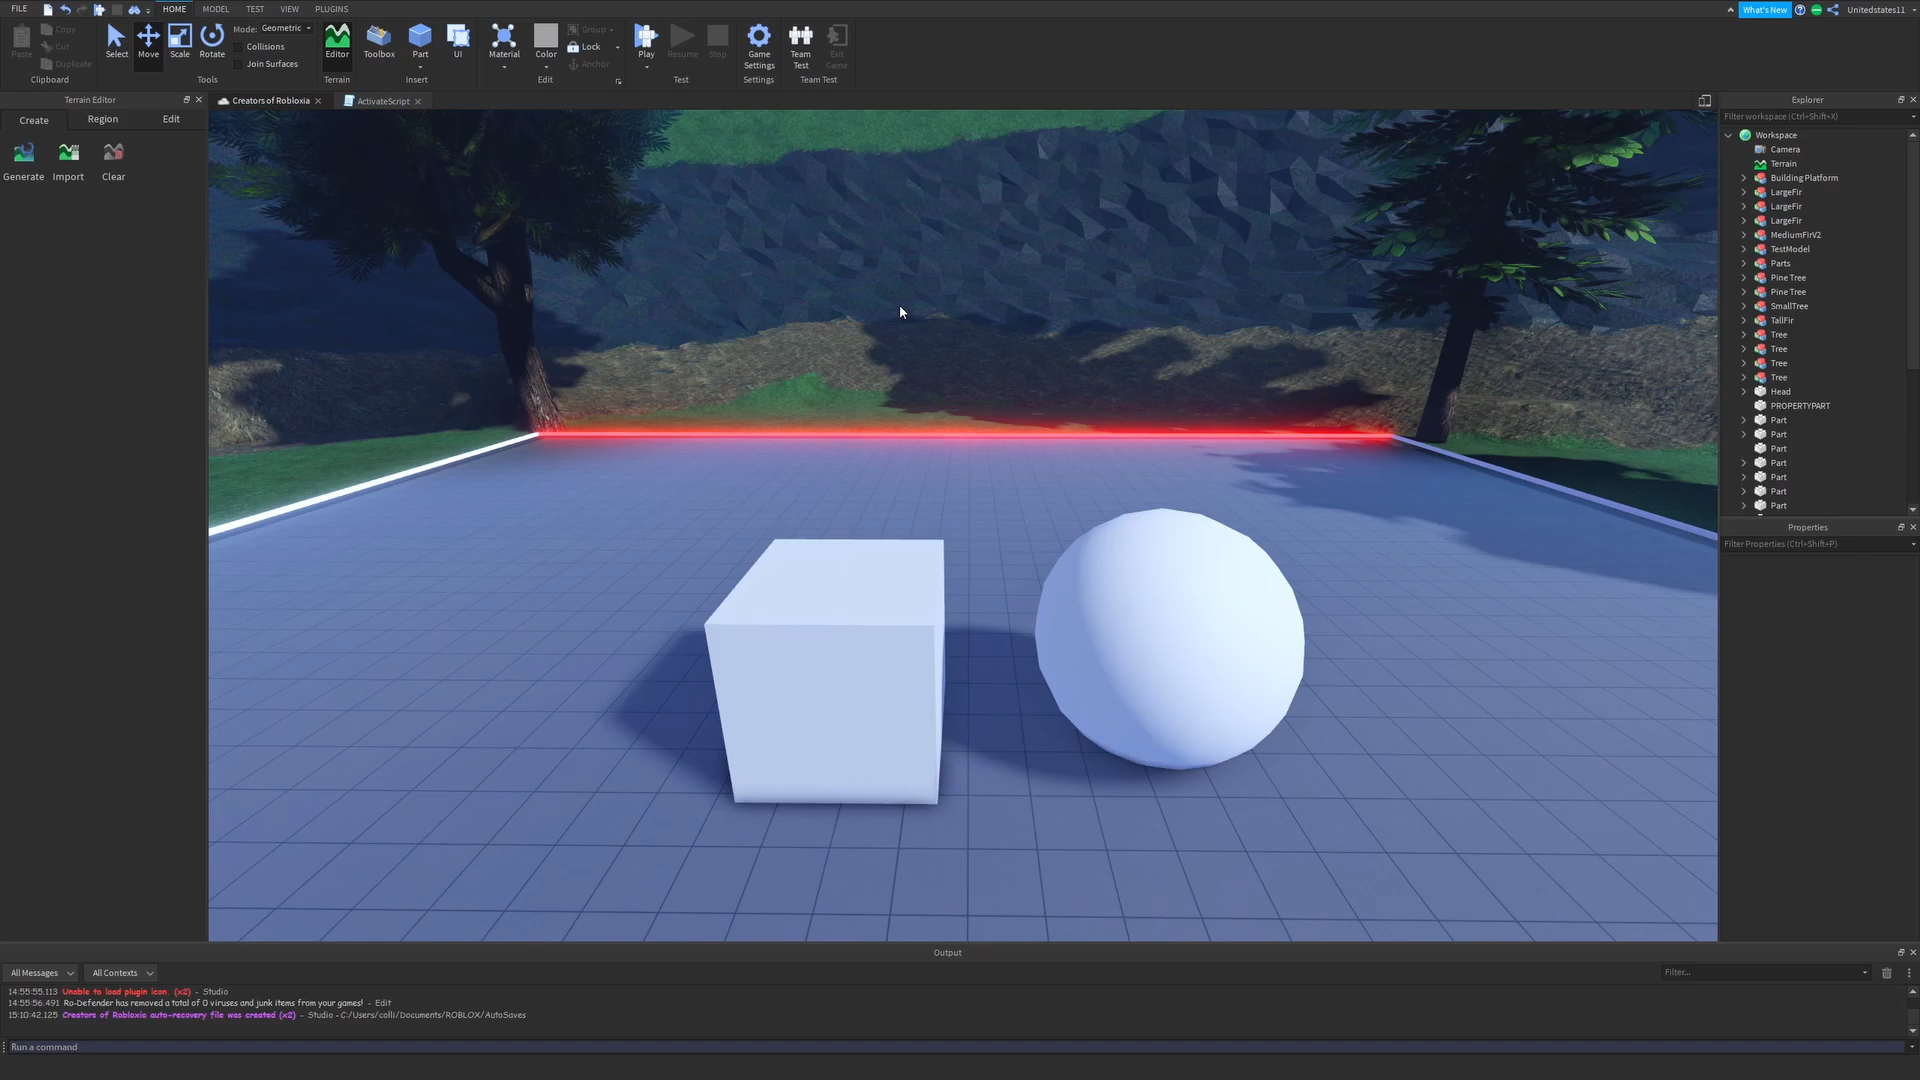 FILE HOME MODEL TEST VIEW PLUGINS What's New Unitedstates11
Paste Copy Cut Duplicate Clipboard
Select Move Scale Rotate Mode: Geometric Collisions Join Surfaces Tools
Editor Terrain
Toolbox Part UI Insert
Material Color Group Lock Anchor Edit
Play Resume Stop Test
Game Settings Settings
Team Test Exit Game Team Test
Terrain Editor
Create Region Edit
Generate Import Clear
Creators of Robloxia ActivateScript
Explorer
Filter workspace (Ctrl+Shift+X)
Workspace
Camera
Terrain
Building Platform
LargeFir
LargeFir
LargeFir
MediumFirV2
TestModel
Parts
Pine Tree
Pine Tree
SmallTree
TallFir
Tree
Tree
Tree
Tree
Head
PROPERTYPART
Part
Part
Part
Part
Part
Part
Part
Properties
Filter Properties (Ctrl+Shift+P)
Output
All Messages All Contexts Filter...
14:55:55.113 Unable to load plugin icon. (x2) - Studio
14:55:56.491 Ro-Defender has removed a total of 0 viruses and junk items from your games! - Edit
15:10:42.125 Creators of Robloxia auto-recovery file was created (x2) - Studio - C:/Users/colli/Documents/ROBLOX/AutoSaves
Run a command